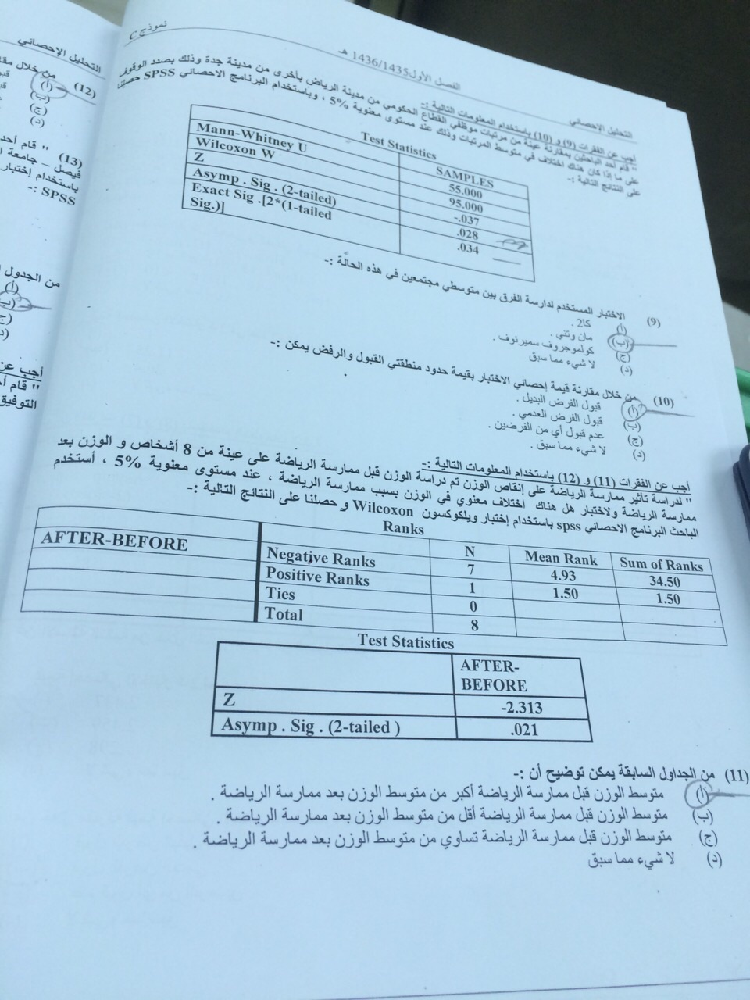 التحليل الإحصائي
الفصل الأول1436/1435 هـ
نموذج C
أجب عن الفقرات (9) و (10) باستخدام المعلومات التالية :-
" قام أحد الباحثين بمقارنة عينة من مرتبات موظفي القطاع الحكومي من مدينة الرياض بأخرى من مدينة جدة وذلك بصدد الوقوف
على ما إذا كان هناك اختلاف في متوسط المرتبات وذلك عند مستوى معنوية %5 ، وباستخدام البرنامج الاحصائي SPSS حصلنا
على النتائج التالية :-
Test Statistics
SAMPLES
Mann-Whitney U 55.000
Wilcoxon W 95.000
Z -.037
Asymp . Sig . (2-tailed) .028
Exact Sig .[2*(1-tailed Sig.)] .034
(9) الاختبار المستخدم لدارسة الفرق بين متوسطي مجتمعين في هذه الحالة :-
(أ) كا2 .
(ب) مان وتني .
(ج) كولموجروف سميرنوف .
(د) لا شيء مما سبق
(10) من خلال مقارنة قيمة إحصائي الاختبار بقيمة حدود منطقتي القبول والرفض يمكن :-
(أ) قبول الفرض البديل .
(ب) قبول الفرض العدمي .
(ج) عدم قبول أي من الفرضين .
(د) لا شيء مما سبق .
أجب عن الفقرات (11) و (12) باستخدام المعلومات التالية :-
" لدراسة تأثير ممارسة الرياضة على إنقاص الوزن تم دراسة الوزن قبل ممارسة الرياضة على عينة من 8 أشخاص و الوزن بعد
ممارسة الرياضة ولاختبار هل هناك اختلاف معنوي في الوزن بسبب ممارسة الرياضة ، عند مستوى معنوية %5 ، أستخدم
الباحث البرنامج الاحصائي spss باستخدام إختبار ويلكوكسون Wilcoxon و حصلنا على النتائج التالية :-
Ranks
N Mean Rank Sum of Ranks
AFTER-BEFORE Negative Ranks 7 4.93 34.50
Positive Ranks 1 1.50 1.50
Ties 0
Total 8
Test Statistics
AFTER-
BEFORE
Z -2.313
Asymp . Sig . (2-tailed ) .021
(11) من الجداول السابقة يمكن توضيح أن :-
(أ) متوسط الوزن قبل ممارسة الرياضة أكبر من متوسط الوزن بعد ممارسة الرياضة .
(ب) متوسط الوزن قبل ممارسة الرياضة أقل من متوسط الوزن بعد ممارسة الرياضة .
(ج) متوسط الوزن قبل ممارسة الرياضة تساوي من متوسط الوزن بعد ممارسة الرياضة .
(د) لا شيء مما سبق
التحليل الإحصائي
(12) من خلال
(أ)
(ب)
(ج)
(د)
(13) " قام أحد
فيصل – جامعة
باستخدام إختبار
SPSS :-
من الجدول
(أ)
أجب عن
" قام
التوفيق